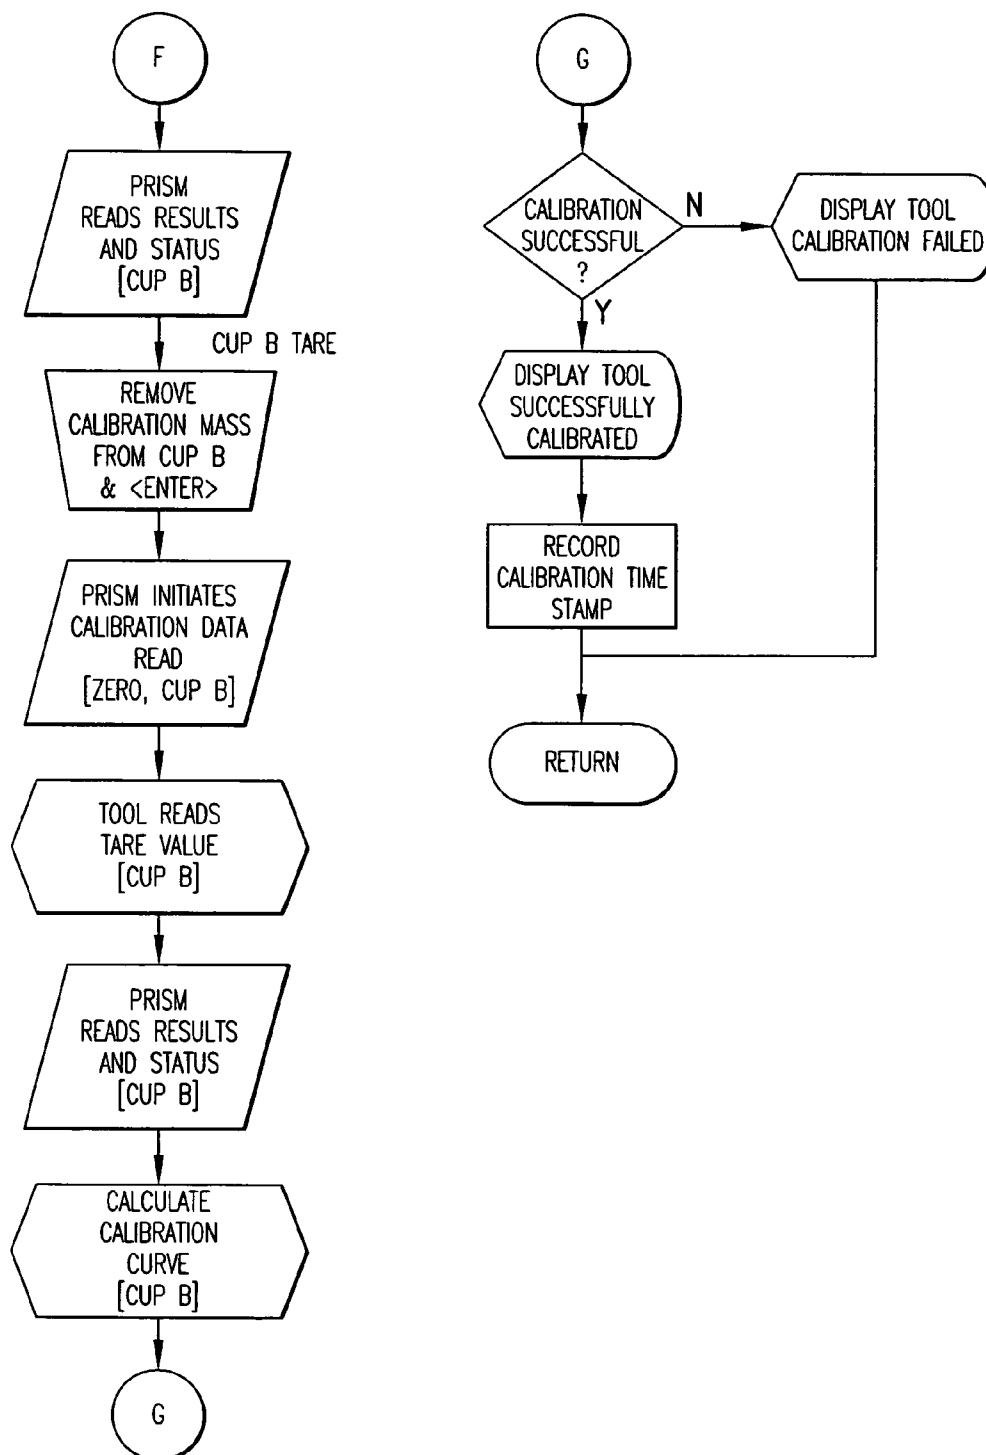 F
PRISM
READS RESULTS
AND STATUS
[CUP B]
CUP B TARE
REMOVE
CALIBRATION MASS
FROM CUP B
& <ENTER>
PRISM INITIATES
CALIBRATION DATA
READ
[ZERO, CUP B]
TOOL READS
TARE VALUE
[CUP B]
PRISM
READS RESULTS
AND STATUS
[CUP B]
CALCULATE
CALIBRATION
CURVE
[CUP B]
G
G
CALIBRATION
SUCCESSFUL
?
N
DISPLAY TOOL
CALIBRATION FAILED
Y
DISPLAY TOOL
SUCCESSFULLY
CALIBRATED
RECORD
CALIBRATION TIME
STAMP
RETURN